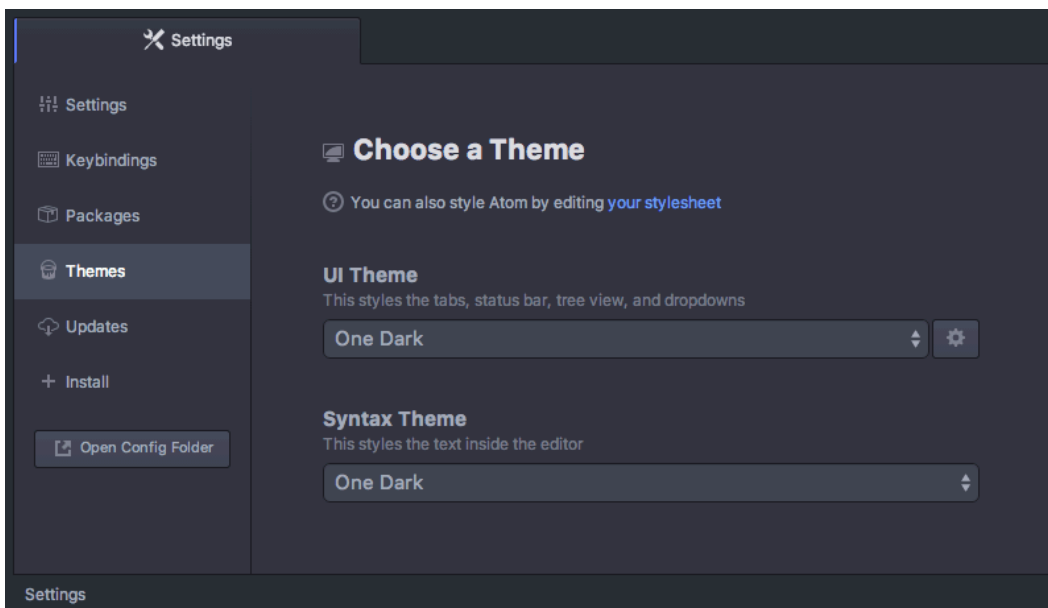 Settings
Settings
Keybindings
Packages
Themes
Updates
Install
Open Config Folder
Choose a Theme
You can also style Atom by editing your stylesheet
UI Theme
This styles the tabs, status bar, tree view, and dropdowns
One Dark
Syntax Theme
This styles the text inside the editor
One Dark
Settings